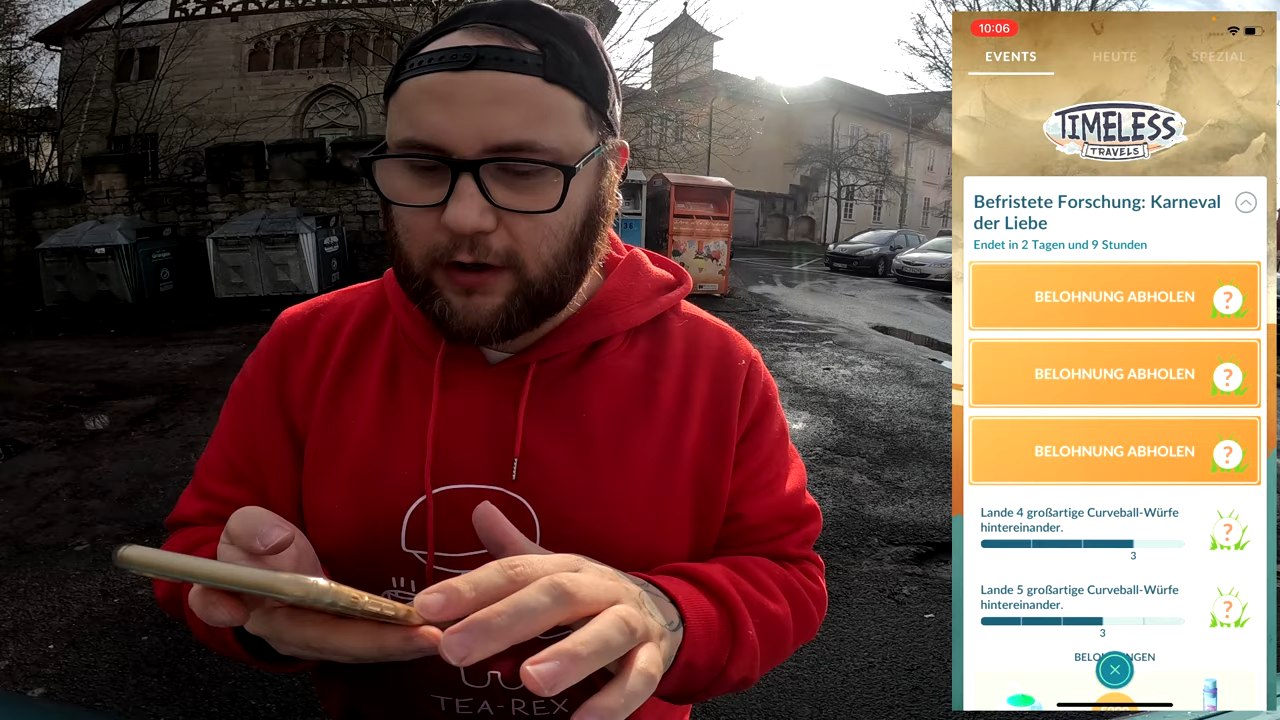 10:06
EVENTS
HEUTE
SPEZIAL
TIMELESS
TRAVELS
Befristete Forschung: Karneval
der Liebe
Endet in 2 Tagen und 9 Stunden
BELOHNUNG ABHOLEN ?
BELOHNUNG ABHOLEN ?
BELOHNUNG ABHOLEN ?
Lande 4 großartige Curveball-Würfe
hintereinander.
?
3
Lande 5 großartige Curveball-Würfe
hintereinander.
?
3
TEA-REX
36